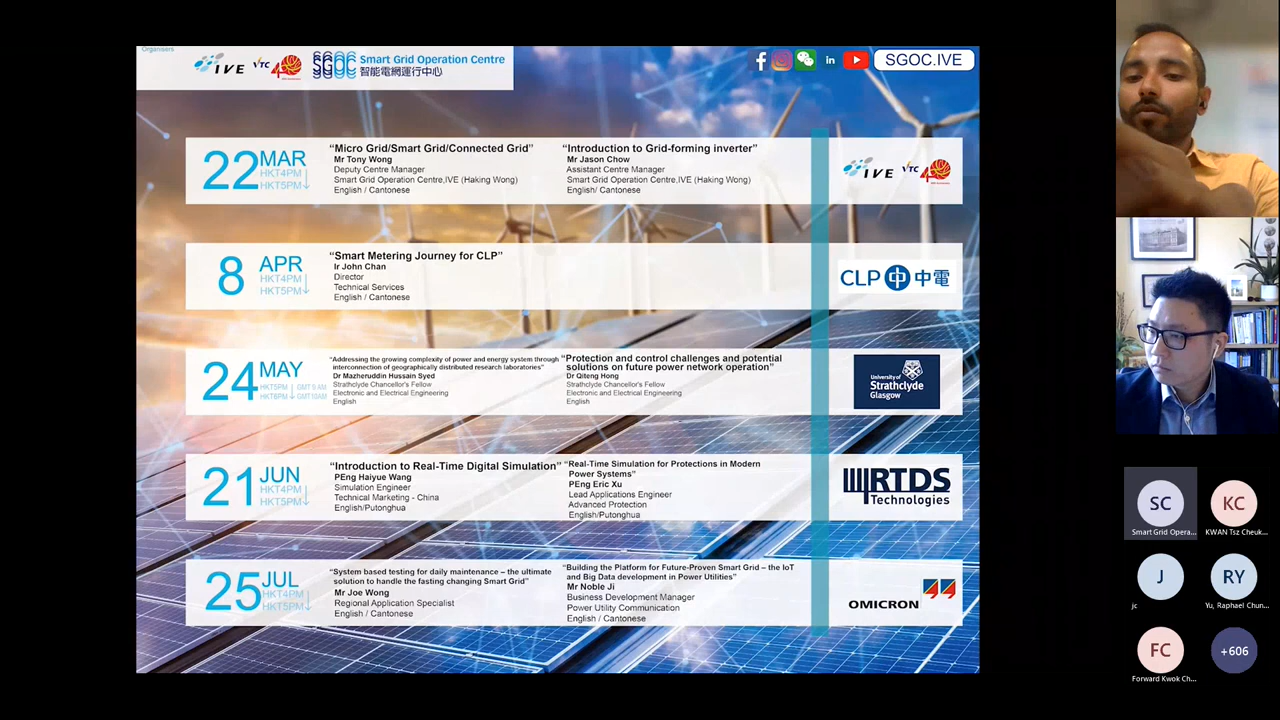 Organisers
IVE VTC 40 SGOC Smart Grid Operation Centre
智能電網運行中心
in
SGOC.IVE
22 MAR
HKT4PM
HKT5PM
“Micro Grid/Smart Grid/Connected Grid”
Mr Tony Wong
Deputy Centre Manager
Smart Grid Operation Centre,IVE (Haking Wong)
English / Cantonese
“Introduction to Grid-forming inverter”
Mr Jason Chow
Assistant Centre Manager
Smart Grid Operation Centre,IVE (Haking Wong)
English/ Cantonese
IVE VTC 40
8 APR
HKT4PM
HKT5PM
“Smart Metering Journey for CLP”
Ir John Chan
Director
Technical Services
English / Cantonese
CLP 中 中電
24 MAY
HKT5PM GMT 9 AM
HKT6PM GMT 10AM
“Addressing the growing complexity of power and energy system through
interconnection of geographically distributed research laboratories”
Dr Mazheruddin Hussain Syed
Strathclyde Chancellor's Fellow
Electronic and Electrical Engineering
English
“Protection and control challenges and potential
solutions on future power network operation”
Dr Qiteng Hong
Strathclyde Chancellor's Fellow
Electronic and Electrical Engineering
English
University of
Strathclyde
Glasgow
21 JUN
HKT4PM
HKT5PM
“Introduction to Real-Time Digital Simulation”
PEng Haiyue Wang
Simulation Engineer
Technical Marketing - China
English/Putonghua
“Real-Time Simulation for Protections in Modern
Power Systems”
PEng Eric Xu
Lead Applications Engineer
Advanced Protection
English/Putonghua
RTDS
Technologies
25 JUL
HKT4PM
HKT5PM
“System based testing for daily maintenance – the ultimate
solution to handle the fasting changing Smart Grid”
Mr Joe Wong
Regional Application Specialist
English / Cantonese
“Building the Platform for Future-Proven Smart Grid – the IoT
and Big Data development in Power Utilities”
Mr Noble Ji
Business Development Manager
Power Utility Communication
English / Cantonese
OMICRON
SC
Smart Grid Opera...
KC
KWAN Tsz Cheuk...
J
jc
RY
Yu, Raphael Chun...
FC
Forward Kwok Ch...
+606